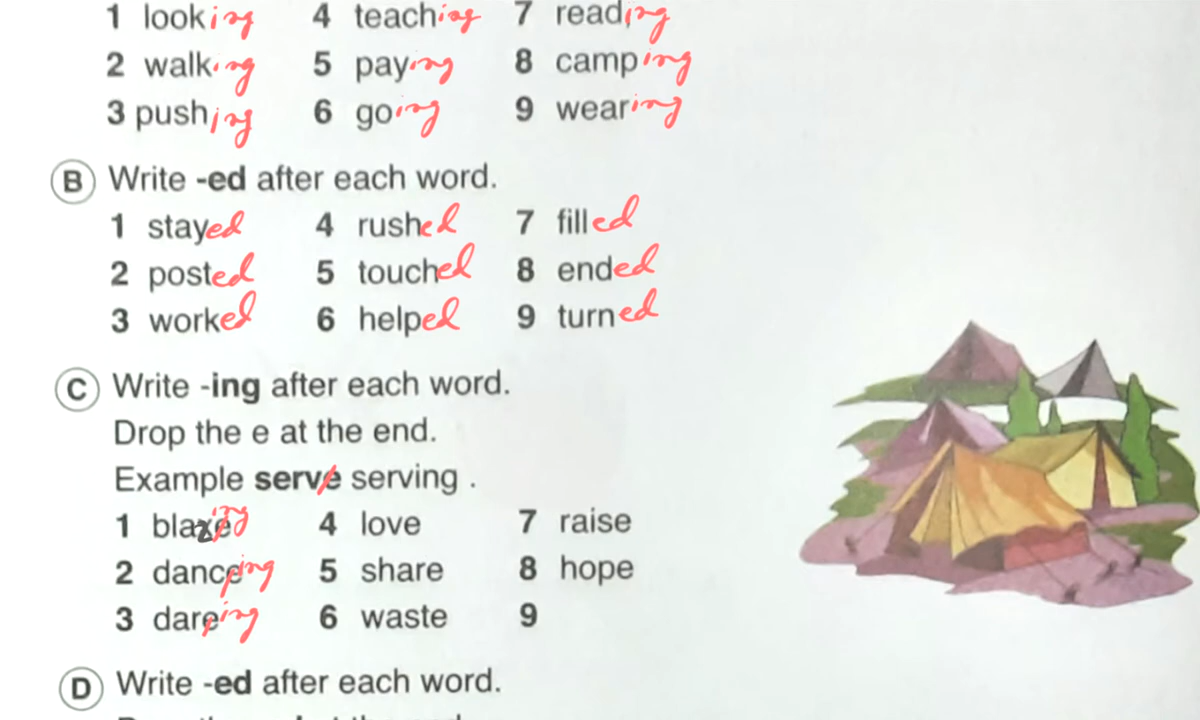 1 looking 4 teaching 7 reading
2 walking 5 paying 8 camping
3 pushing 6 going 9 wearing
B Write -ed after each word.
1 stayed 4 rushed 7 filled
2 posted 5 touched 8 ended
3 worked 6 helped 9 turned
C Write -ing after each word.
Drop the e at the end.
Example serve serving .
1 blazeing 4 love 7 raise
2 danceing 5 share 8 hope
3 dareing 6 waste 9
D Write -ed after each word.